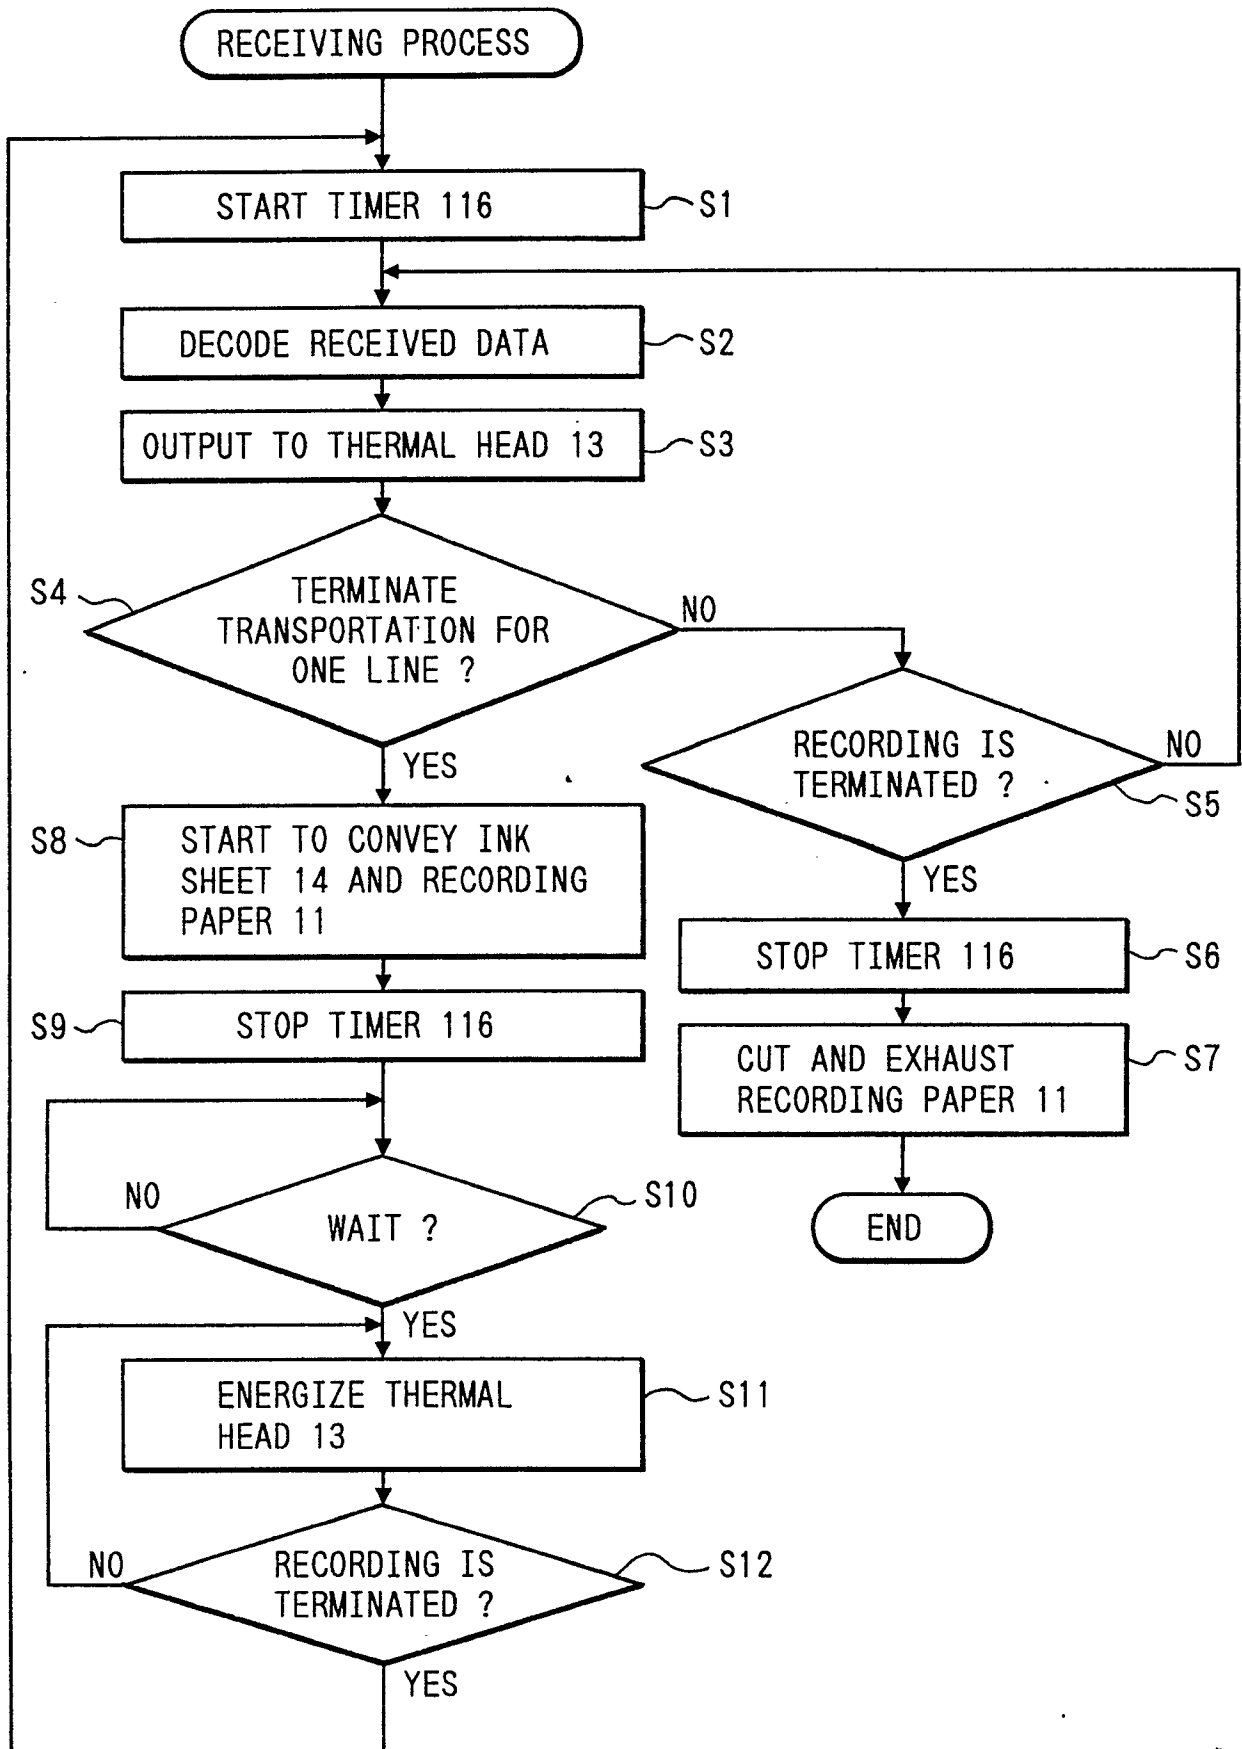 RECEIVING PROCESS
START TIMER 116
S1
DECODE RECEIVED DATA
S2
OUTPUT TO THERMAL HEAD 13
S3
S4
TERMINATE
TRANSPORTATION FOR
ONE LINE ?
NO
YES
RECORDING IS
TERMINATED ?
NO
S5
YES
S8
START TO CONVEY INK
SHEET 14 AND RECORDING
PAPER 11
STOP TIMER 116
S6
S9
STOP TIMER 116
CUT AND EXHAUST
RECORDING PAPER 11
S7
END
NO
WAIT ?
S10
YES
ENERGIZE THERMAL
HEAD 13
S11
NO
RECORDING IS
TERMINATED ?
S12
YES